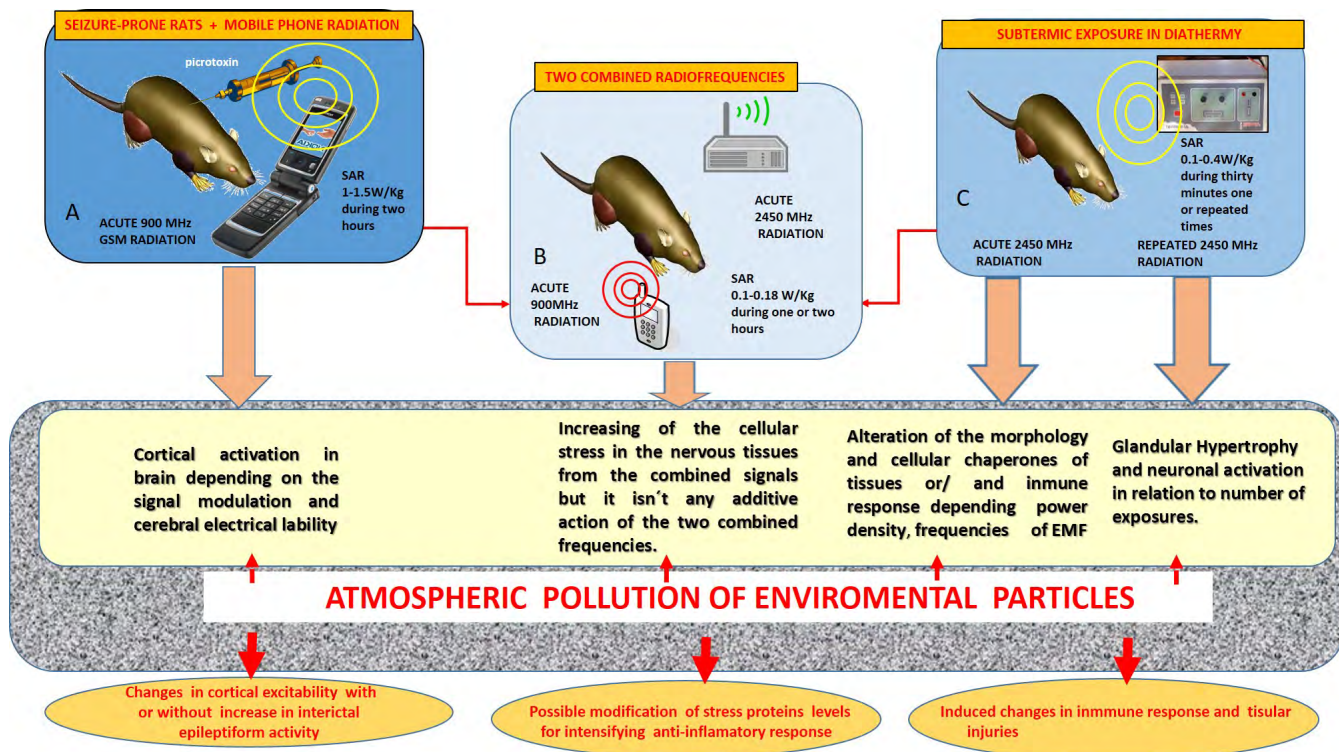 SEIZURE-PRONE RATS + MOBILE PHONE RADIATION
picrotoxin
SAR
1-1.5W/Kg
during two
hours
A
ACUTE 900 MHz
GSM RADIATION
TWO COMBINED RADIOFREQUENCIES
ACUTE
2450 MHz
RADIATION
B
ACUTE
900MHz
RADIATION
SAR
0.1-0.18 W/Kg
during one or two
hours
SUBTERMIC EXPOSURE IN DIATHERMY
SAR
0.1-0.4W/Kg
during thirty
minutes one
or repeated
times
C
ACUTE 2450 MHz
RADIATION
REPEATED 2450 MHz
RADIATION
Cortical activation in
brain depending on the
signal modulation and
cerebral electrical lability
Increasing of the cellular
stress in the nervous tissues
from the combined signals
but it isn´t any additive
action of the two combined
frequencies.
Alteration of the morphology
and cellular chaperones of
tissues or/ and inmune
response depending power
density, frequencies of EMF
Glandular Hypertrophy
and neuronal activation
in relation to number of
exposures.
ATMOSPHERIC POLLUTION OF ENVIROMENTAL PARTICLES
Changes in cortical excitability with
or without increase in interictal
epileptiform activity
Possible modification of stress proteins levels
for intensifying anti-inflamatory response
Induced changes in inmmune response and tisular
injuries